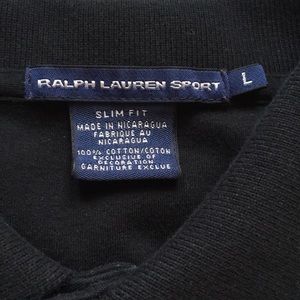 RALPH LAUREN SPORT L
SLIM FIT
MADE IN NICARAGUA
FABRIQUE AU
NICARAGUA
100% COTTON/COTON
EXCLUSIVE OF
DECORATION
GARNITURE EXCLUE